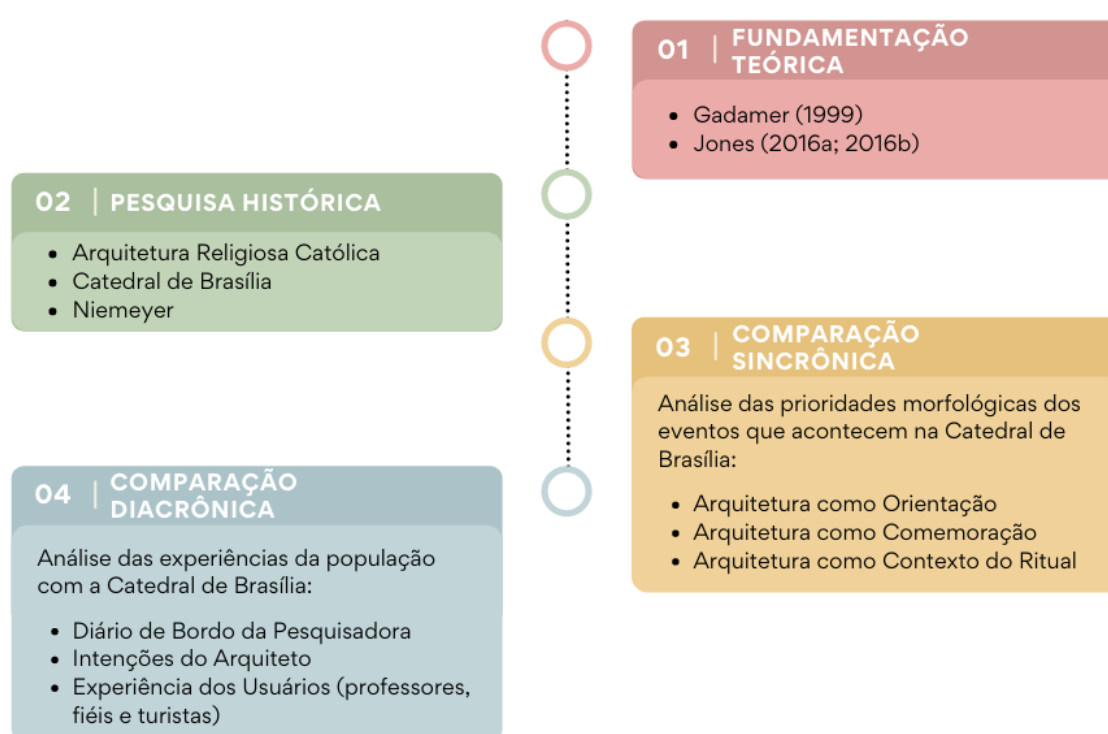 01 | FUNDAMENTAÇÃO
TEÓRICA
• Gadamer (1999)
• Jones (2016a; 2016b)
02 | PESQUISA HISTÓRICA
• Arquitetura Religiosa Católica
• Catedral de Brasília
• Niemeyer
03 | COMPARAÇÃO
SINCRÔNICA
Análise das prioridades morfológicas dos
eventos que acontecem na Catedral de
Brasília:
• Arquitetura como Orientação
• Arquitetura como Comemoração
• Arquitetura como Contexto do Ritual
04 | COMPARAÇÃO
DIACRÔNICA
Análise das experiências da população
com a Catedral de Brasília:
• Diário de Bordo da Pesquisadora
• Intenções do Arquiteto
• Experiência dos Usuários (professores,
fiéis e turistas)